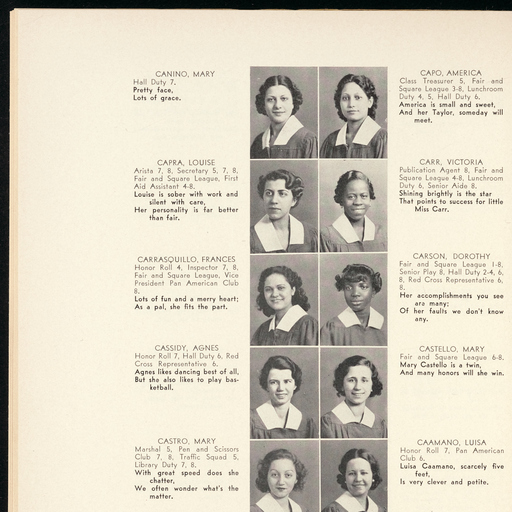 CANINO, MARY
Hall Duty 7.
Pretty face,
Lots of grace.
CAPRA, LOUISE
Arista 7, 8, Secretary 5, 7, 8,
Fair and Square League, First
Aid Assistant 4-8.
Louise is sober with work and
silent with care,
Her personality is far better
than fair.
CARRASQUILLO, FRANCES
Honor Roll 4, Inspector 7, 8,
Fair and Square League, Vice
President Pan American Club
8.
Lots of fun and a merry heart;
As a pal, she fits the part.
CASSIDY, AGNES
Honor Roll 7, Hall Duty 6, Red
Cross Representative 6.
Agnes likes dancing best of all,
But she also likes to play bas-
ketball.
CASTRO, MARY
Marshal 5, Pen and Scissors
Club 7, 8, Traffic Squad 5,
Library Duty 7, 8.
With great speed does she
chatter,
We often wonder what's the
matter.
CAPO, AMERICA
Class Treasurer 5, Fair and
Square League 3-8, Lunchroom
Duty 4, 5, Hall Duty 6.
America is small and sweet,
And her Taylor, someday will
meet.
CARR, VICTORIA
Publication Agent 8, Fair and
Square League 4-8, Lunchroom
Duty 6, Senior Aide 8.
Shining brightly is the star
That points to success for little
Miss Carr.
CARSON, DOROTHY
Fair and Square League 1-8,
Senior Play 8, Hall Duty 2-4, 6,
8, Red Cross Representative 6,
8.
Her accomplishments you see
are many;
Of her faults we don't know
any.
CASTELLO, MARY
Fair and Square League 6-8.
Mary Castello is a twin,
And many honors will she win.
CAAMANO, LUISA
Honor Roll 7, Pan American
Club 6.
Luisa Caamano, scarcely five
feet,
Is very clever and petite.